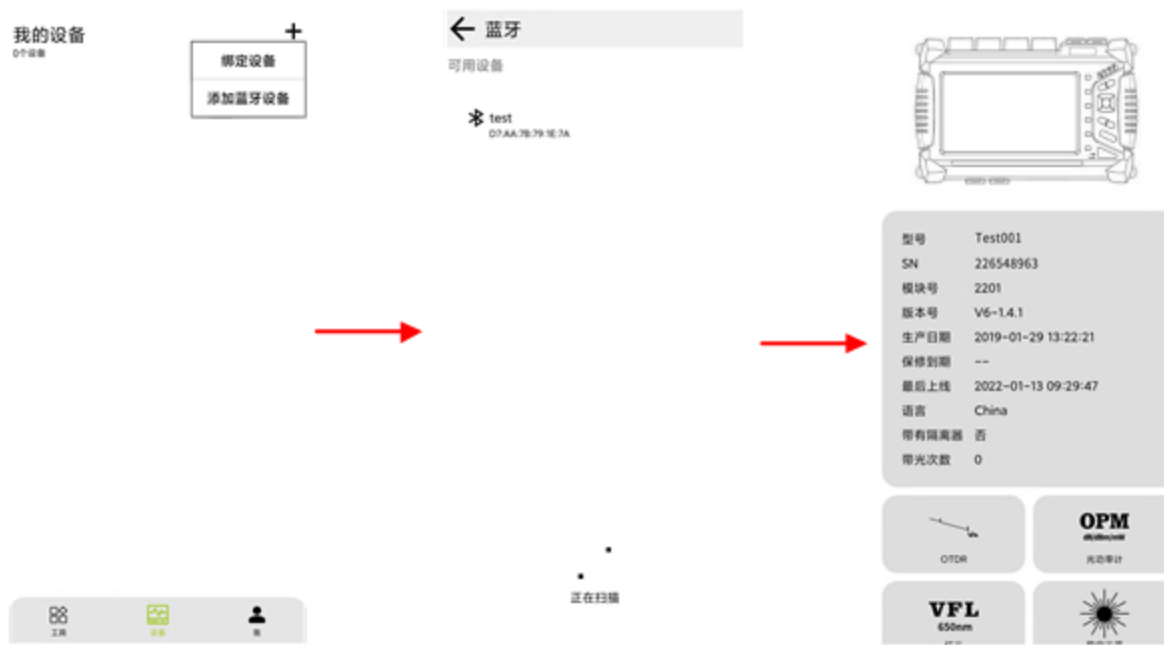 我的设备
0个设备
绑定设备
添加蓝牙设备
工具
设备
我
蓝牙
可用设备
test
D7:AA:7B:79:1E:7A
正在扫描
型号 Test001
SN 226548963
模块号 2201
版本号 V6-1.4.1
生产日期 2019-01-29 13:22:21
保修到期 --
最后上线 2022-01-13 09:29:47
语言 China
带有隔离器 否
带光次数 0
OTDR
OPM
dB/dBm/mW
光功率计
VFL
650nm